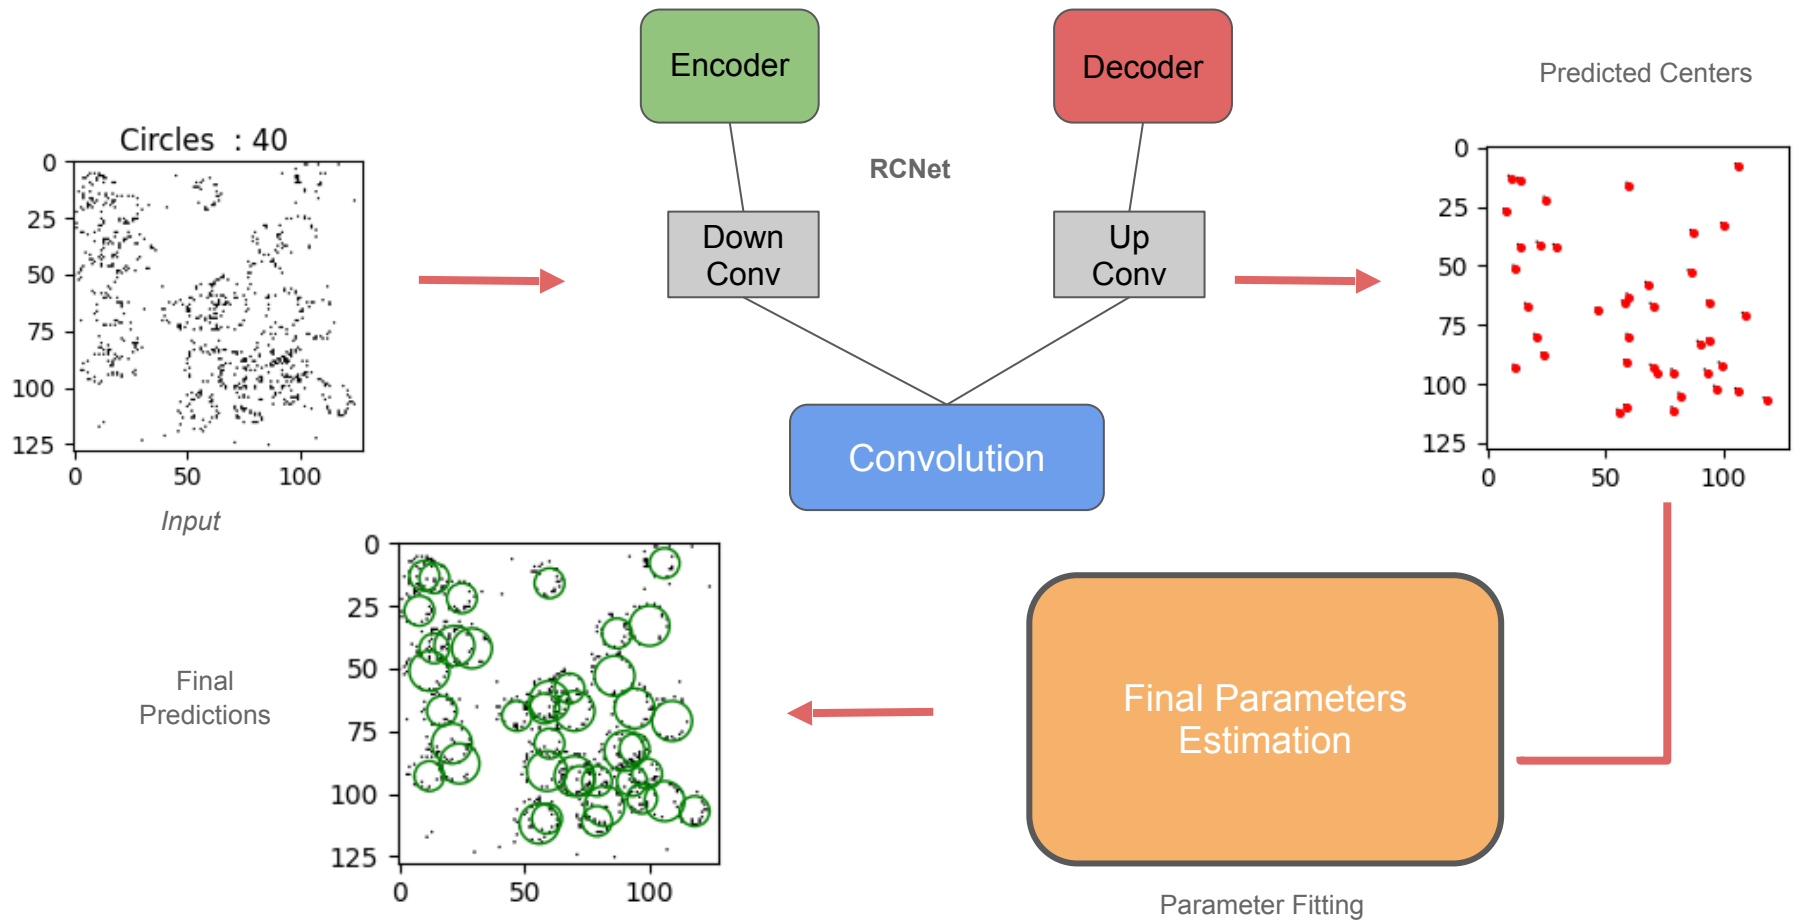 Encoder
Decoder
Predicted Centers
Circles : 40
RCNet
Down
Conv
Up
Conv
0
25
50
75
100
125
0
50
100
Input
Convolution
0
25
50
75
100
125
0
50
100
Final
Predictions
0
25
50
75
100
125
0
50
100
Final Parameters
Estimation
Parameter Fitting